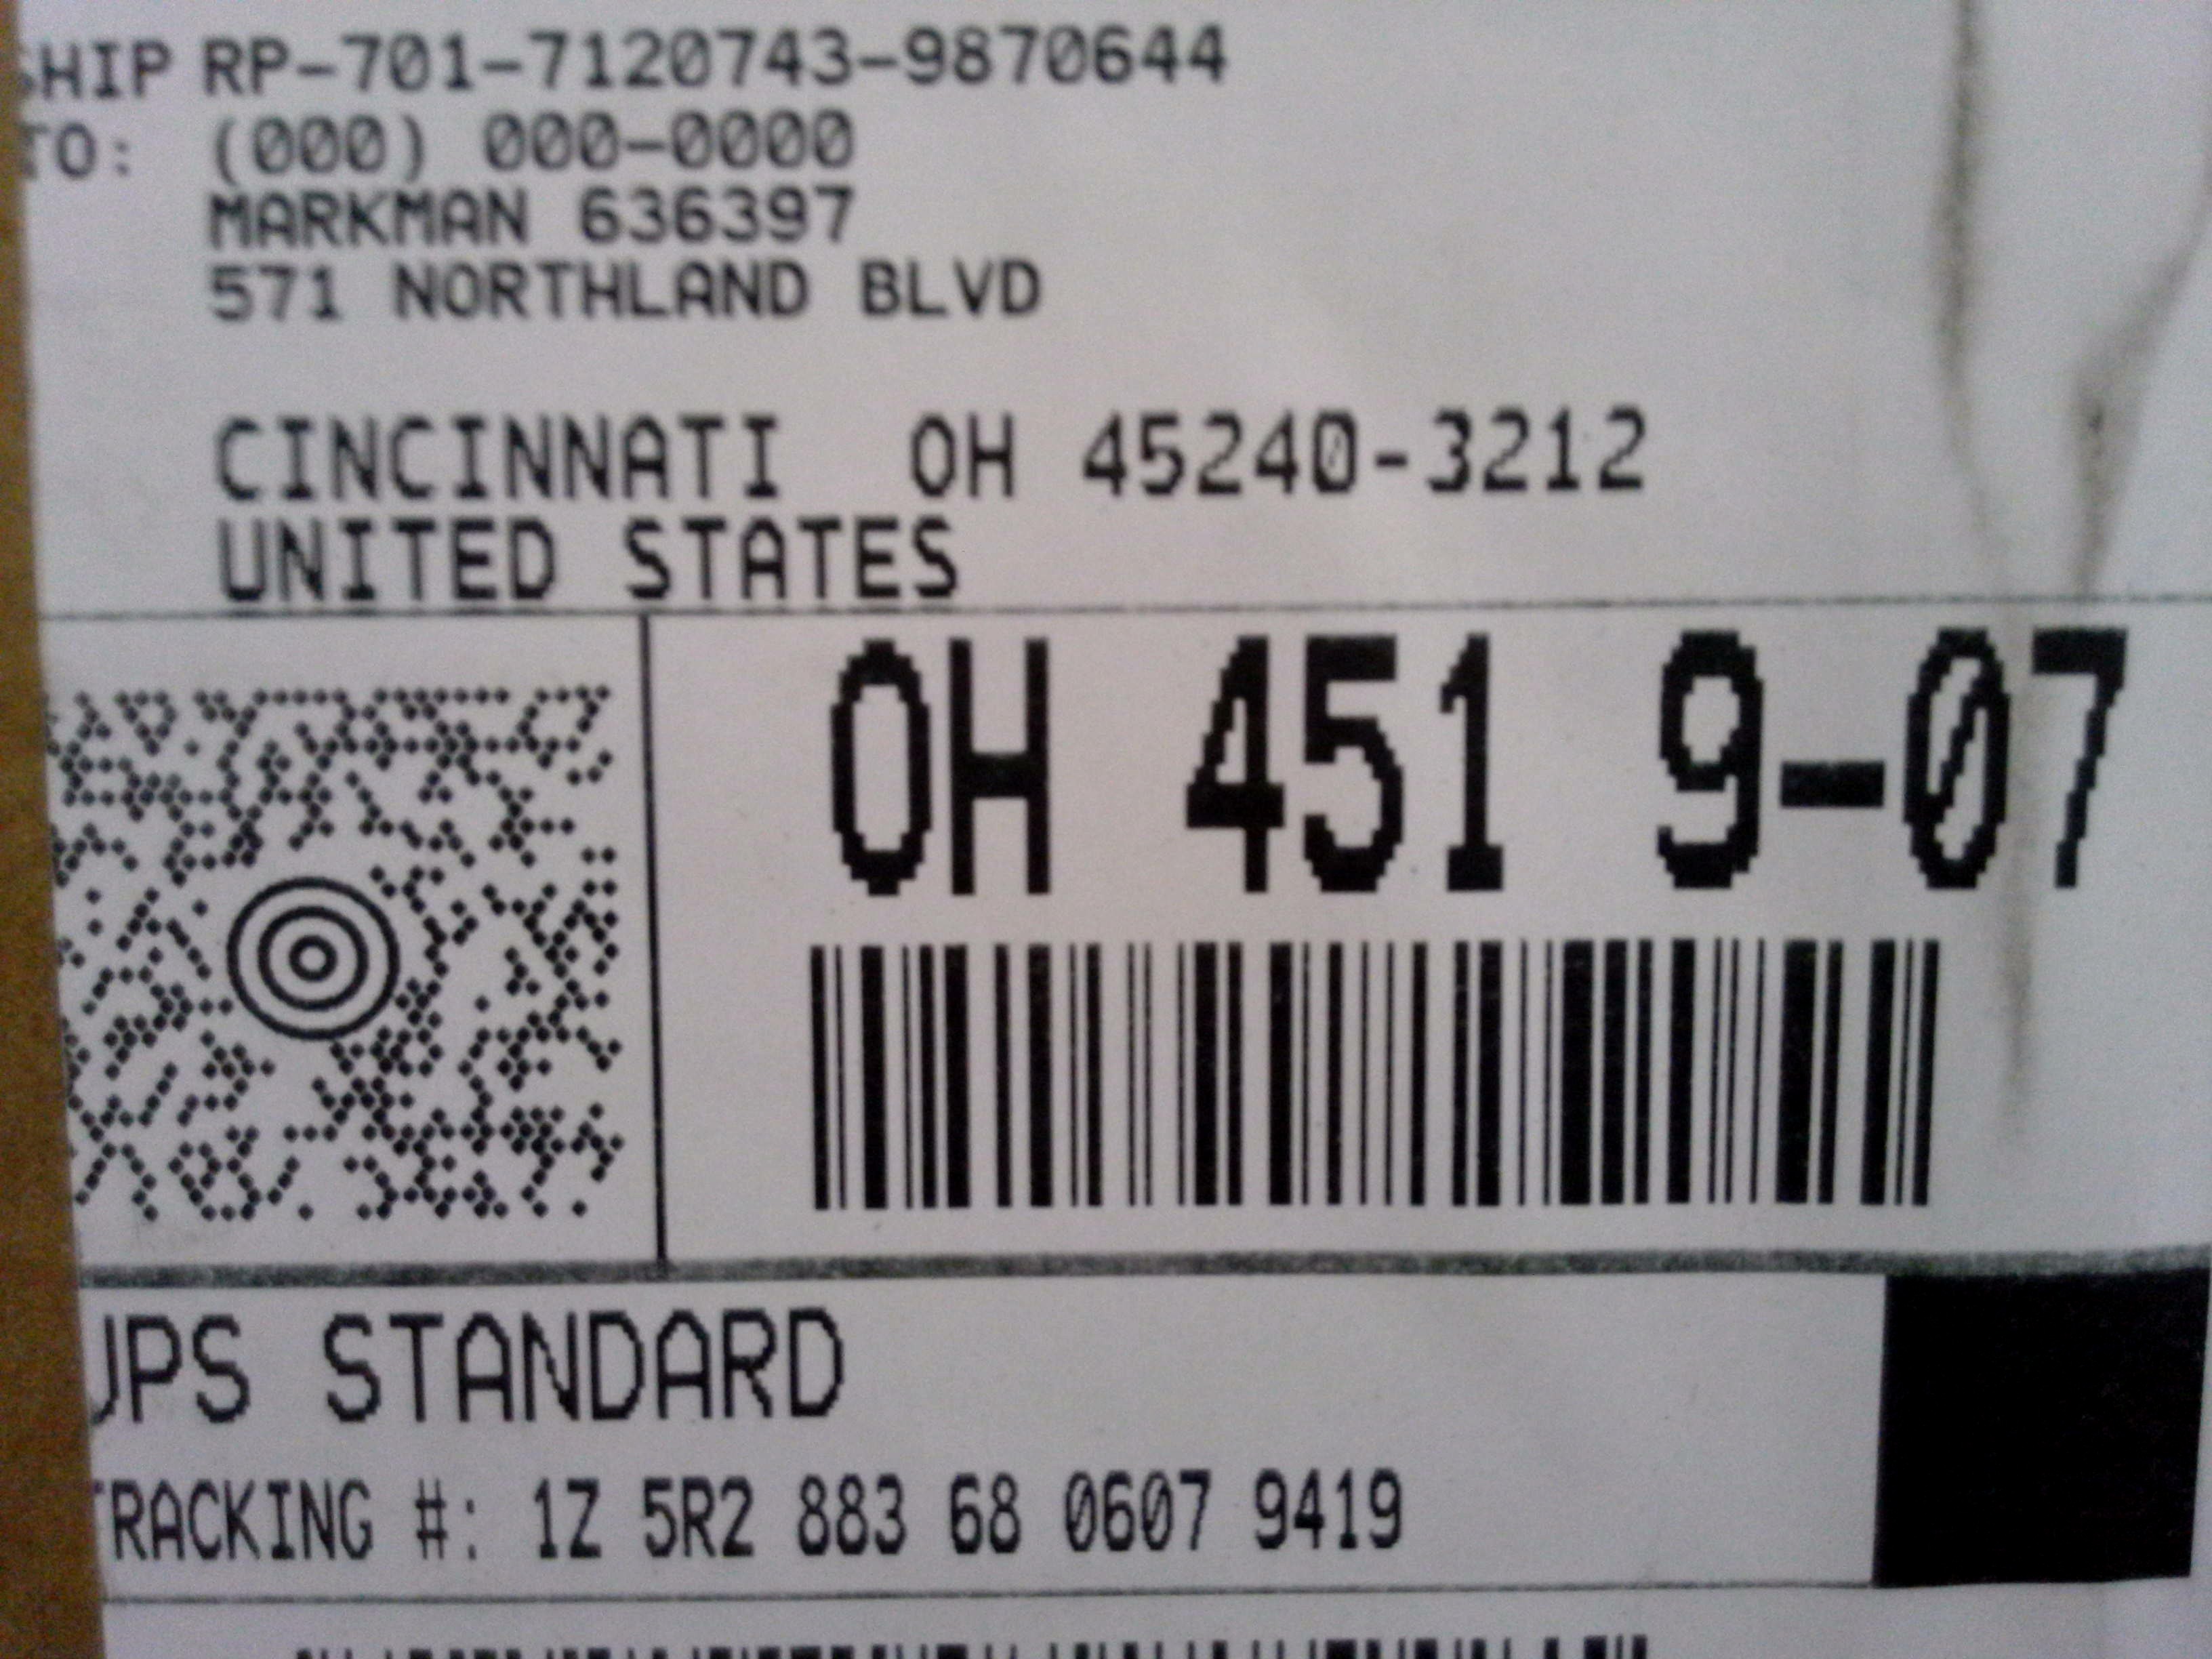 SHIP RP-701-7120743-9870644
TO: (000) 000-0000
MARKMAN 636397
571 NORTHLAND BLVD
CINCINNATI OH 45240-3212
UNITED STATES
OH 451 9-07
UPS STANDARD
TRACKING #: 1Z 5R2 883 68 0607 9419